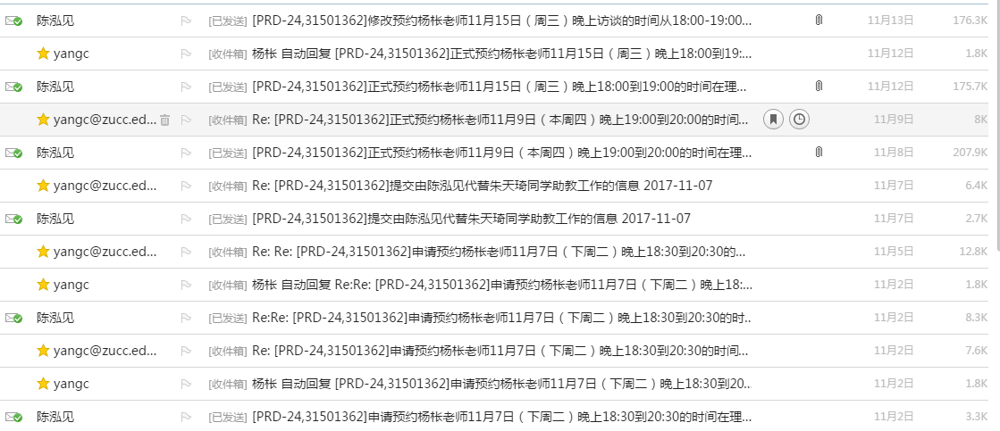 陈泓见 [已发送] [PRD-24,31501362]修改预约杨枨老师11月15日（周三）晚上访谈的时间从18:00-19:00... 11月13日 176.3K
yangc [收件箱] 杨枨 自动回复 [PRD-24,31501362]正式预约杨枨老师11月15日（周三）晚上18:00到19:... 11月12日 1.8K
陈泓见 [已发送] [PRD-24,31501362]正式预约杨枨老师11月15日（周三）晚上18:00到19:00的时间在理... 11月12日 175.7K
yangc@zucc.ed... [收件箱] Re: [PRD-24,31501362]正式预约杨枨老师11月9日（本周四）晚上19:00到20:00的时间... 11月9日 8K
陈泓见 [已发送] [PRD-24,31501362]正式预约杨枨老师11月9日（本周四）晚上19:00到20:00的时间在理... 11月8日 207.9K
yangc@zucc.ed... [收件箱] Re: [PRD-24,31501362]提交由陈泓见代替朱天琦同学助教工作的信息 2017-11-07 11月7日 6.4K
陈泓见 [已发送] [PRD-24,31501362]提交由陈泓见代替朱天琦同学助教工作的信息 2017-11-07 11月7日 2.7K
yangc@zucc.ed... [收件箱] Re: Re: [PRD-24,31501362]申请预约杨枨老师11月7日（下周二）晚上18:30到20:30的... 11月5日 12.8K
yangc [收件箱] 杨枨 自动回复 Re:Re: [PRD-24,31501362]申请预约杨枨老师11月7日（下周二）晚上18:... 11月2日 1.8K
陈泓见 [已发送] Re:Re: [PRD-24,31501362]申请预约杨枨老师11月7日（下周二）晚上18:30到20:30的时... 11月2日 8.3K
yangc@zucc.ed... [收件箱] Re: [PRD-24,31501362]申请预约杨枨老师11月7日（下周二）晚上18:30到20:30的时间... 11月2日 7.6K
yangc [收件箱] 杨枨 自动回复 [PRD-24,31501362]申请预约杨枨老师11月7日（下周二）晚上18:30到20... 11月2日 1.8K
陈泓见 [已发送] [PRD-24,31501362]申请预约杨枨老师11月7日（下周二）晚上18:30到20:30的时间在理... 11月2日 3.3K